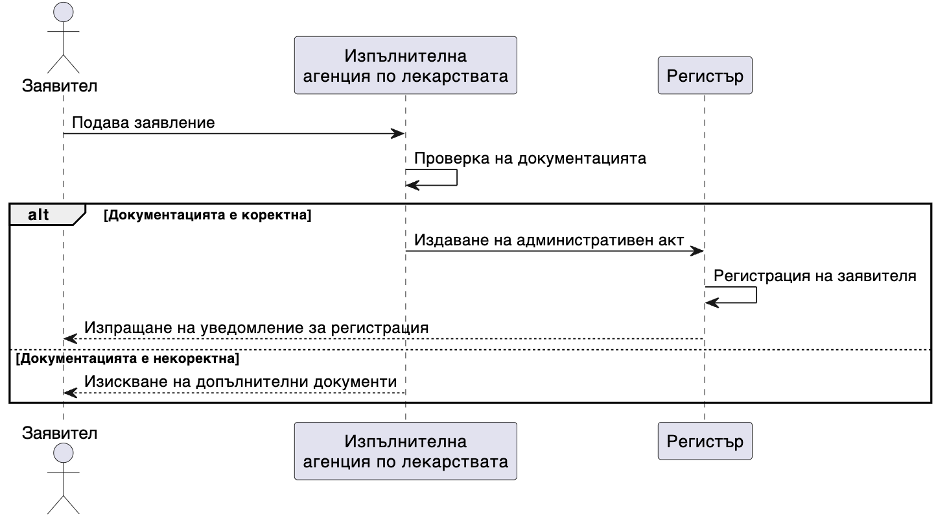 Заявител
Изпълнителна
агенция по лекарствата
Регистър
Подава заявление
Проверка на документацията
alt
[Документацията е коректна]
Издаване на административен акт
Регистрация на заявителя
Изпращане на уведомление за регистрация
[Документацията е некоректна]
Изискване на допълнителни документи
Заявител
Изпълнителна
агенция по лекарствата
Регистър